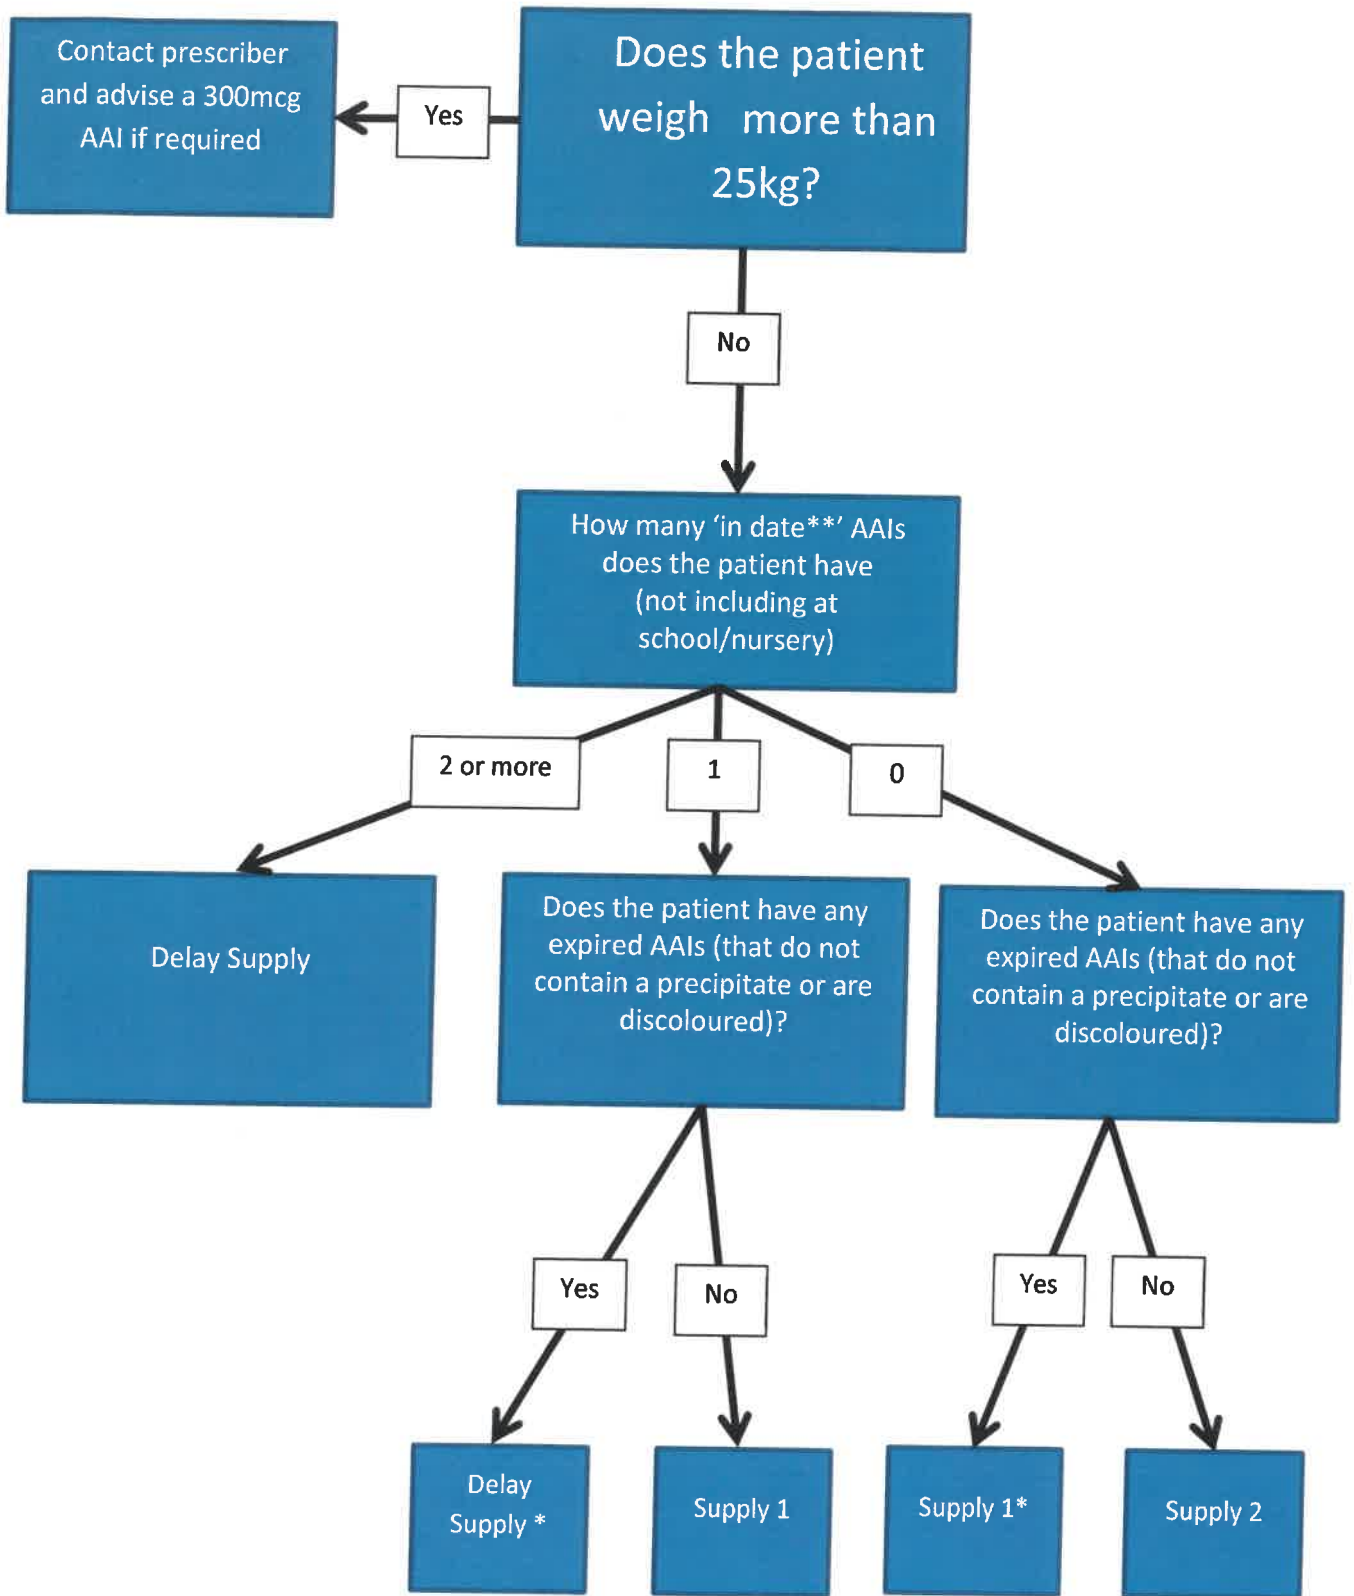 Contact prescriber
and advise a 300mcg
AAI if required
Yes
Does the patient
weigh more than
25kg?
No
How many ‘in date**’ AAIs
does the patient have
(not including at
school/nursery)
2 or more
1
0
Delay Supply
Does the patient have any
expired AAIs (that do not
contain a precipitate or are
discoloured)?
Does the patient have any
expired AAIs (that do not
contain a precipitate or are
discoloured)?
Yes
No
Yes
No
Delay
Supply *
Supply 1
Supply 1*
Supply 2